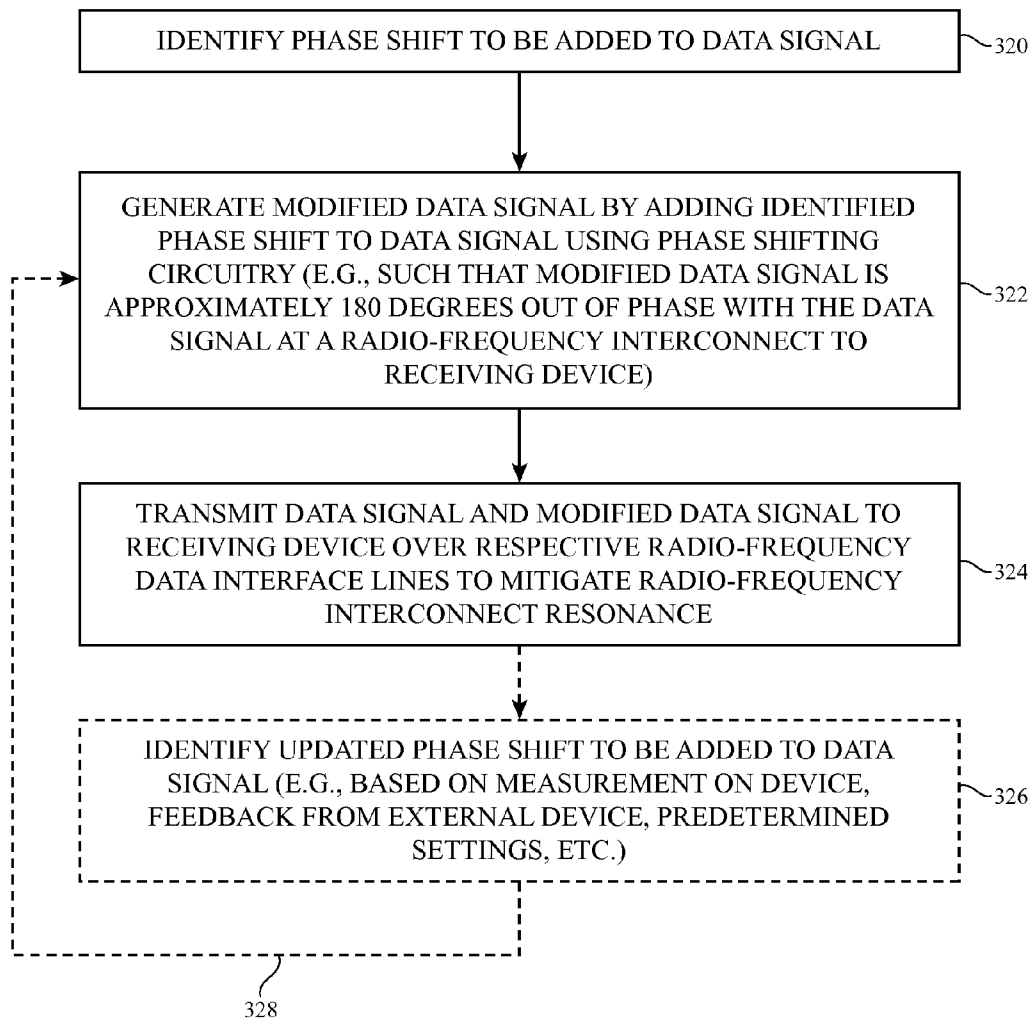 IDENTIFY PHASE SHIFT TO BE ADDED TO DATA SIGNAL
320
GENERATE MODIFIED DATA SIGNAL BY ADDING IDENTIFIED
PHASE SHIFT TO DATA SIGNAL USING PHASE SHIFTING
CIRCUITRY (E.G., SUCH THAT MODIFIED DATA SIGNAL IS
APPROXIMATELY 180 DEGREES OUT OF PHASE WITH THE DATA
SIGNAL AT A RADIO-FREQUENCY INTERCONNECT TO
RECEIVING DEVICE)
322
TRANSMIT DATA SIGNAL AND MODIFIED DATA SIGNAL TO
RECEIVING DEVICE OVER RESPECTIVE RADIO-FREQUENCY
DATA INTERFACE LINES TO MITIGATE RADIO-FREQUENCY
INTERCONNECT RESONANCE
324
IDENTIFY UPDATED PHASE SHIFT TO BE ADDED TO DATA
SIGNAL (E.G., BASED ON MEASUREMENT ON DEVICE,
FEEDBACK FROM EXTERNAL DEVICE, PREDETERMINED
SETTINGS, ETC.)
326
328